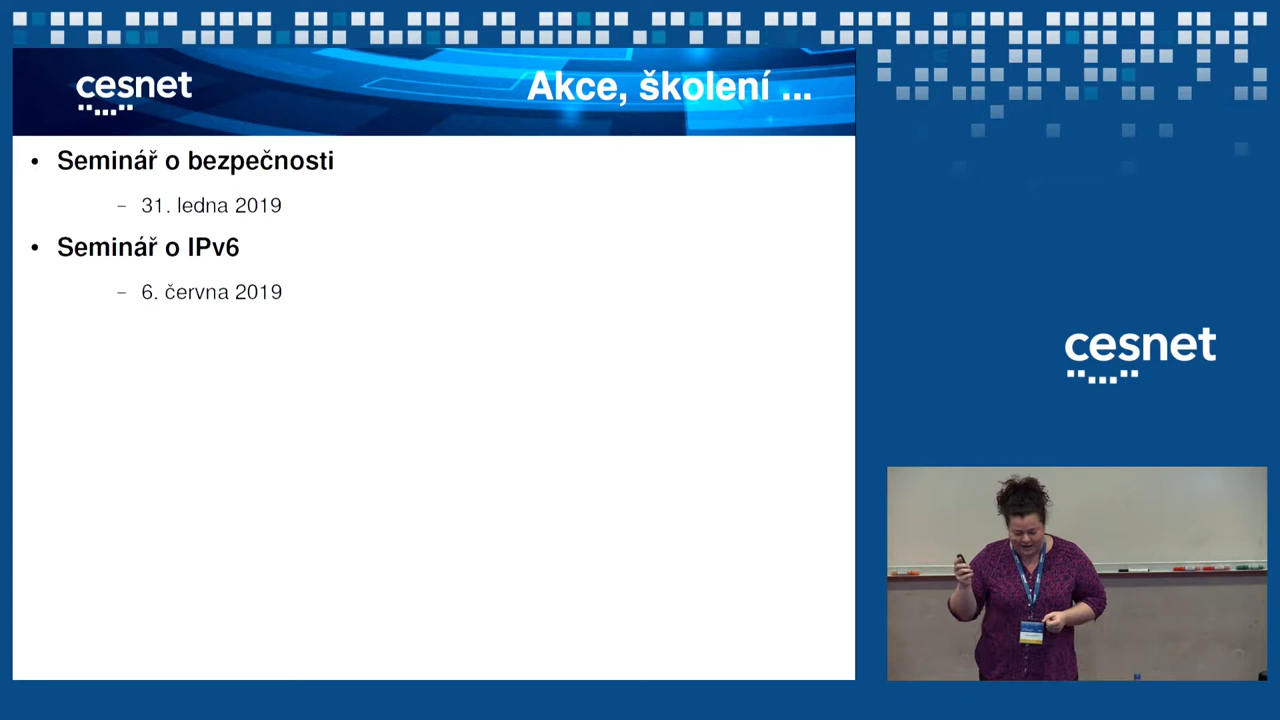 cesnet
Akce, školení ...
• Seminář o bezpečnosti
– 31. ledna 2019
• Seminář o IPv6
– 6. června 2019
cesnet